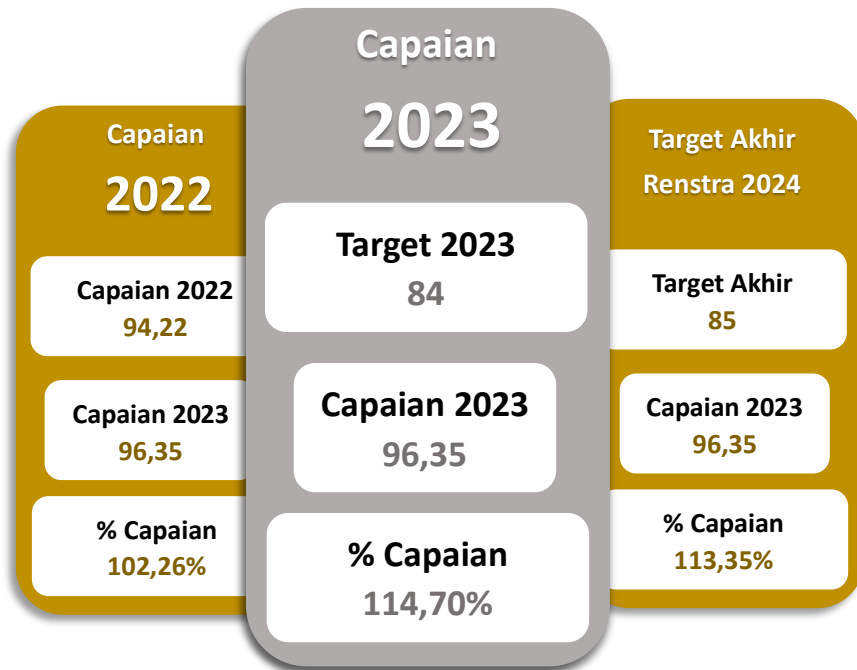 Capaian
2022
Capaian 2022
94,22
Capaian 2023
96,35
% Capaian
102,26%
Capaian
2023
Target 2023
84
Capaian 2023
96,35
% Capaian
114,70%
Target Akhir
Renstra 2024
Target Akhir
85
Capaian 2023
96,35
% Capaian
113,35%